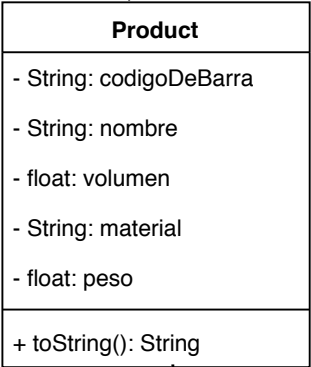 Product
- String: codigoDeBarra
- String: nombre
- float: volumen
- String: material
- float: peso
+ toString(): String